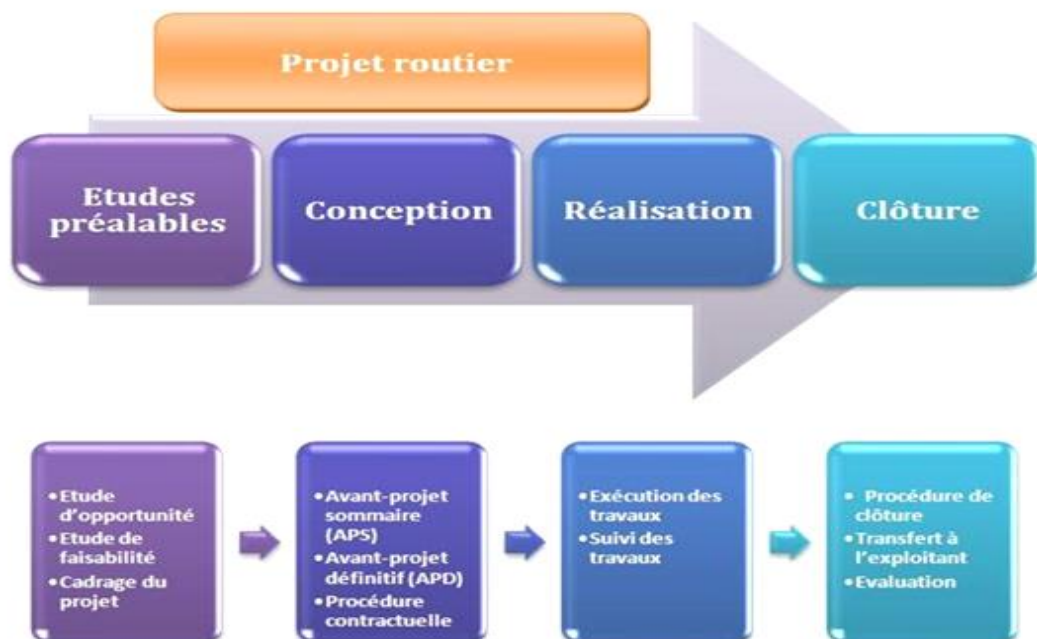 Projet routier
Etudes
préalables
Conception
Réalisation
Clôture
•Etude
d'opportunité
•Etude de
faisabilité
•Cadrage du
projet
•Avant-projet
sommaire
(APS)
•Avant-projet
définitif (APD)
•Procédure
contractuelle
•Exécution des
travaux
•Suivi des
travaux
• Procédure de
clôture
•Transfert à
l'exploitant
•Evaluation